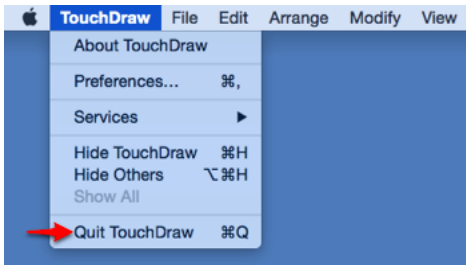 TouchDraw File Edit Arrange Modify View
About TouchDraw
Preferences... ⌘,
Services ▶
Hide TouchDraw ⌘H
Hide Others ⌥⌘H
Show All
Quit TouchDraw ⌘Q